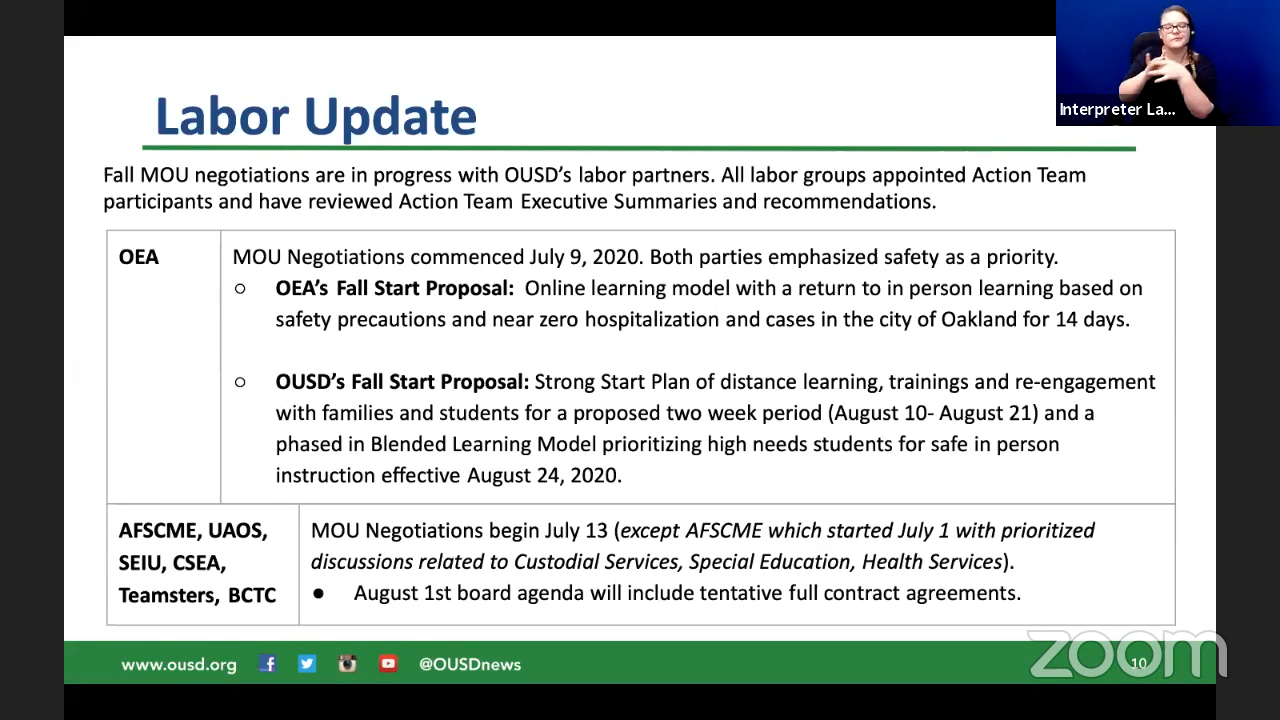 Interpreter La...
Labor Update
Fall MOU negotiations are in progress with OUSD's labor partners. All labor groups appointed Action Team
participants and have reviewed Action Team Executive Summaries and recommendations.
OEA
MOU Negotiations commenced July 9, 2020. Both parties emphasized safety as a priority.
○ OEA's Fall Start Proposal: Online learning model with a return to in person learning based on
safety precautions and near zero hospitalization and cases in the city of Oakland for 14 days.
○ OUSD's Fall Start Proposal: Strong Start Plan of distance learning, trainings and re-engagement
with families and students for a proposed two week period (August 10- August 21) and a
phased in Blended Learning Model prioritizing high needs students for safe in person
instruction effective August 24, 2020.
AFSCME, UAOS,
SEIU, CSEA,
Teamsters, BCTC
MOU Negotiations begin July 13 (except AFSCME which started July 1 with prioritized
discussions related to Custodial Services, Special Education, Health Services).
● August 1st board agenda will include tentative full contract agreements.
www.ousd.org @OUSDnews
zoom
10